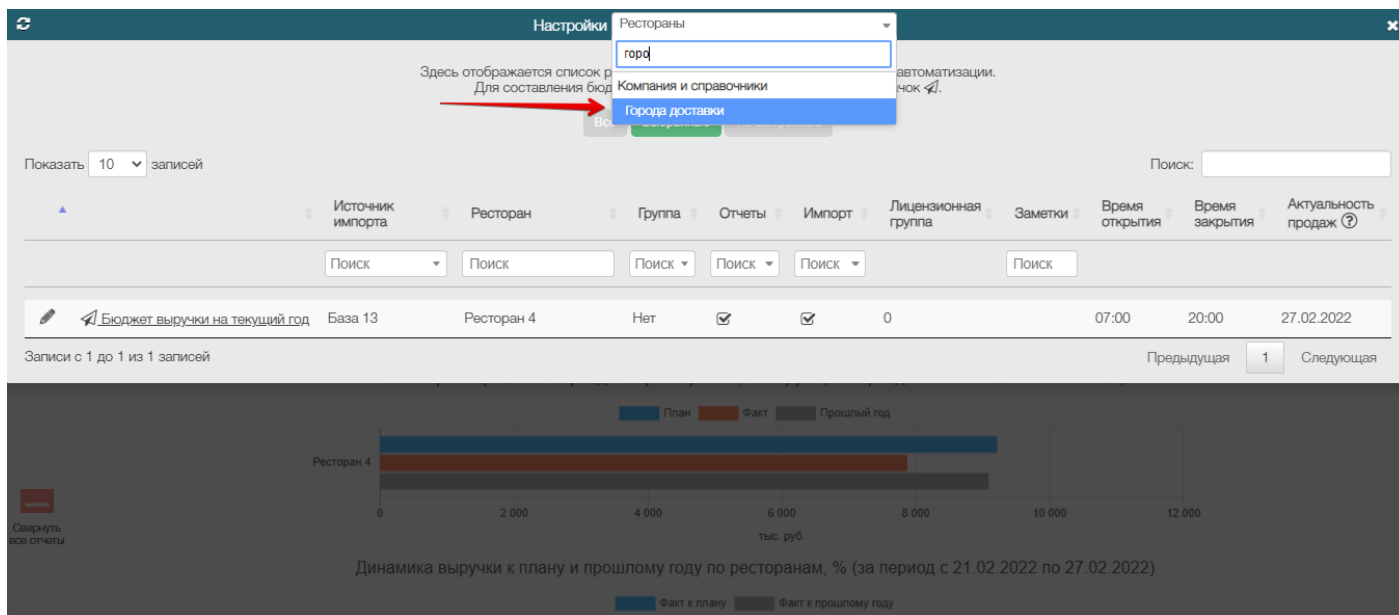 Настройки Рестораны
горо
Здесь отображается список р
автоматизации.
Для составления бюд
чок
Компания и справочники
Города доставки
Показать 10 записей
Поиск:
Источник импорта
Ресторан
Группа
Отчеты
Импорт
Лицензионная группа
Заметки
Время открытия
Время закрытия
Актуальность продаж
Поиск Поиск Поиск Поиск Поиск Поиск
Бюджет выручки на текущий год База 13 Ресторан 4 Нет 0 07:00 20:00 27.02.2022
Записи с 1 до 1 из 1 записей
Предыдущая 1 Следующая
План Факт Прошлый год
Ресторан 4
0 2 000 4 000 6 000 8 000 10 000 12 000
тыс. руб.
Свернуть
все отчеты
Динамика выручки к плану и прошлому году по ресторанам, % (за период с 21.02.2022 по 27.02.2022)
Факт к плану Факт к прошлому году